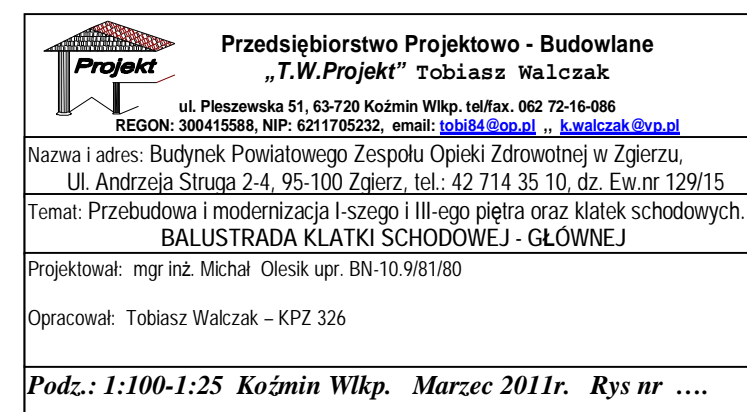 Przedsiębiorstwo Projektowo - Budowlane
Projekt
„T.W.Projekt” Tobiasz Walczak
ul. Pleszewska 51, 63-720 Koźmin Wlkp. tel/fax. 062 72-16-086
REGON: 300415588, NIP: 6211705232, email: tobi84@op.pl ,, k.walczak@vp.pl
Nazwa i adres: Budynek Powiatowego Zespołu Opieki Zdrowotnej w Zgierzu,
Ul. Andrzeja Struga 2-4, 95-100 Zgierz, tel.: 42 714 35 10, dz. Ew.nr 129/15
Temat: Przebudowa i modernizacja I-szego i III-ego piętra oraz klatek schodowych.
BALUSTRADA KLATKI SCHODOWEJ - GŁÓWNEJ
Projektował: mgr inż. Michał Olesik upr. BN-10.9/81/80
Opracował: Tobiasz Walczak – KPZ 326
Podz.: 1:100-1:25 Koźmin Wlkp. Marzec 2011r. Rys nr ….